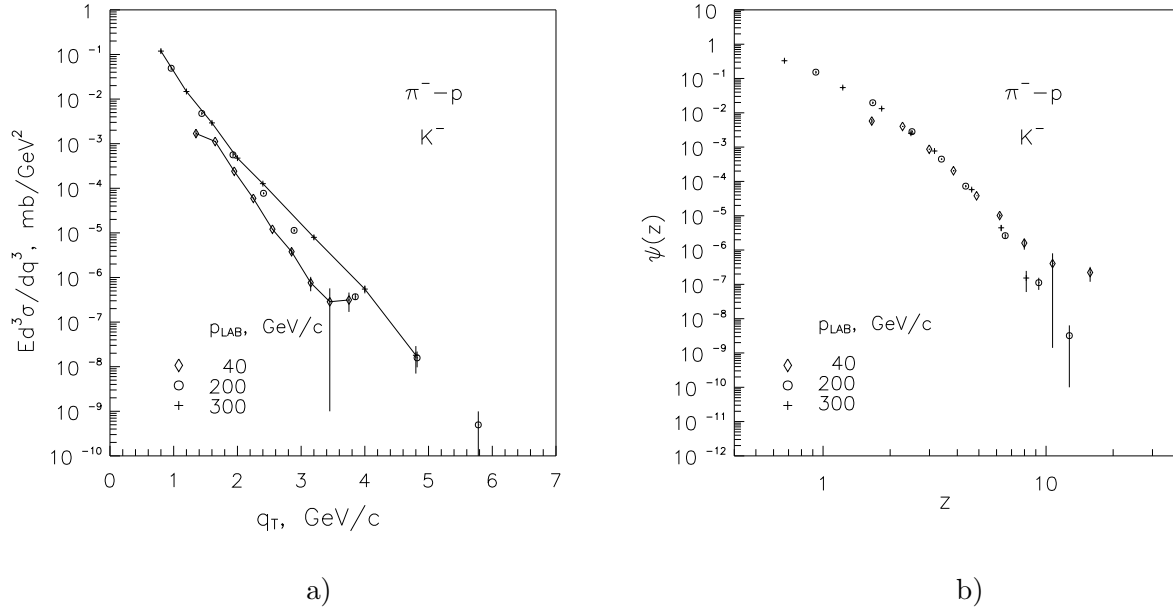 1
10 ⁻¹
10 ⁻²
10 ⁻³
10 ⁻⁴
10 ⁻⁵
10 ⁻⁶
10 ⁻⁷
10 ⁻⁸
10 ⁻⁹
10 ⁻¹⁰
Ed³σ/dq³, mb/GeV²
π⁻−p
K⁻
p_LAB, GeV/c
40
200
300
0 1 2 3 4 5 6 7
q_T, GeV/c
a)
10 ²
10
1
10 ⁻¹
10 ⁻²
10 ⁻³
10 ⁻⁴
10 ⁻⁵
10 ⁻⁶
10 ⁻⁷
10 ⁻⁸
10 ⁻⁹
10 ⁻¹⁰
10 ⁻¹¹
10 ⁻¹²
ψ(z)
π⁻−p
K⁻
p_LAB, GeV/c
40
200
300
1 10
z
b)